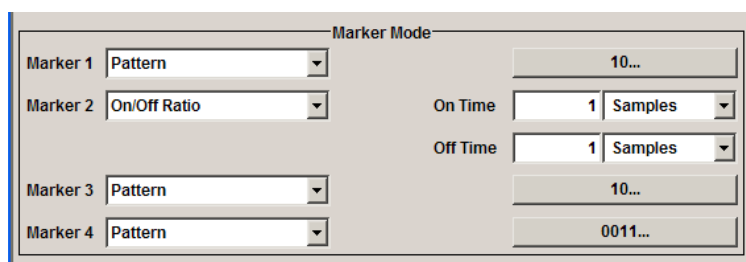 Marker Mode
Marker 1 Pattern 10...
Marker 2 On/Off Ratio On Time 1 Samples
Off Time 1 Samples
Marker 3 Pattern 10...
Marker 4 Pattern 0011...